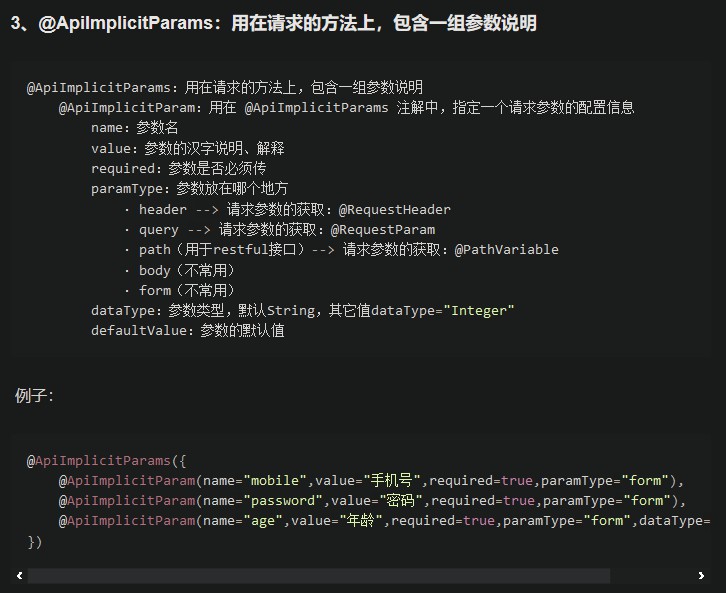 3、@ApiImplicitParams：用在请求的方法上，包含一组参数说明
@ApiImplicitParams：用在请求的方法上，包含一组参数说明
@ApiImplicitParam：用在 @ApiImplicitParams 注解中，指定一个请求参数的配置信息
name：参数名
value：参数的汉字说明、解释
required：参数是否必须传
paramType：参数放在哪个地方
· header --> 请求参数的获取：@RequestHeader
· query --> 请求参数的获取：@RequestParam
· path（用于restful接口）--> 请求参数的获取：@PathVariable
· body（不常用）
· form（不常用）
dataType：参数类型，默认String，其它值dataType="Integer"
defaultValue：参数的默认值
例子：
@ApiImplicitParams({
@ApiImplicitParam(name="mobile",value="手机号",required=true,paramType="form"),
@ApiImplicitParam(name="password",value="密码",required=true,paramType="form"),
@ApiImplicitParam(name="age",value="年龄",required=true,paramType="form",dataType=
})